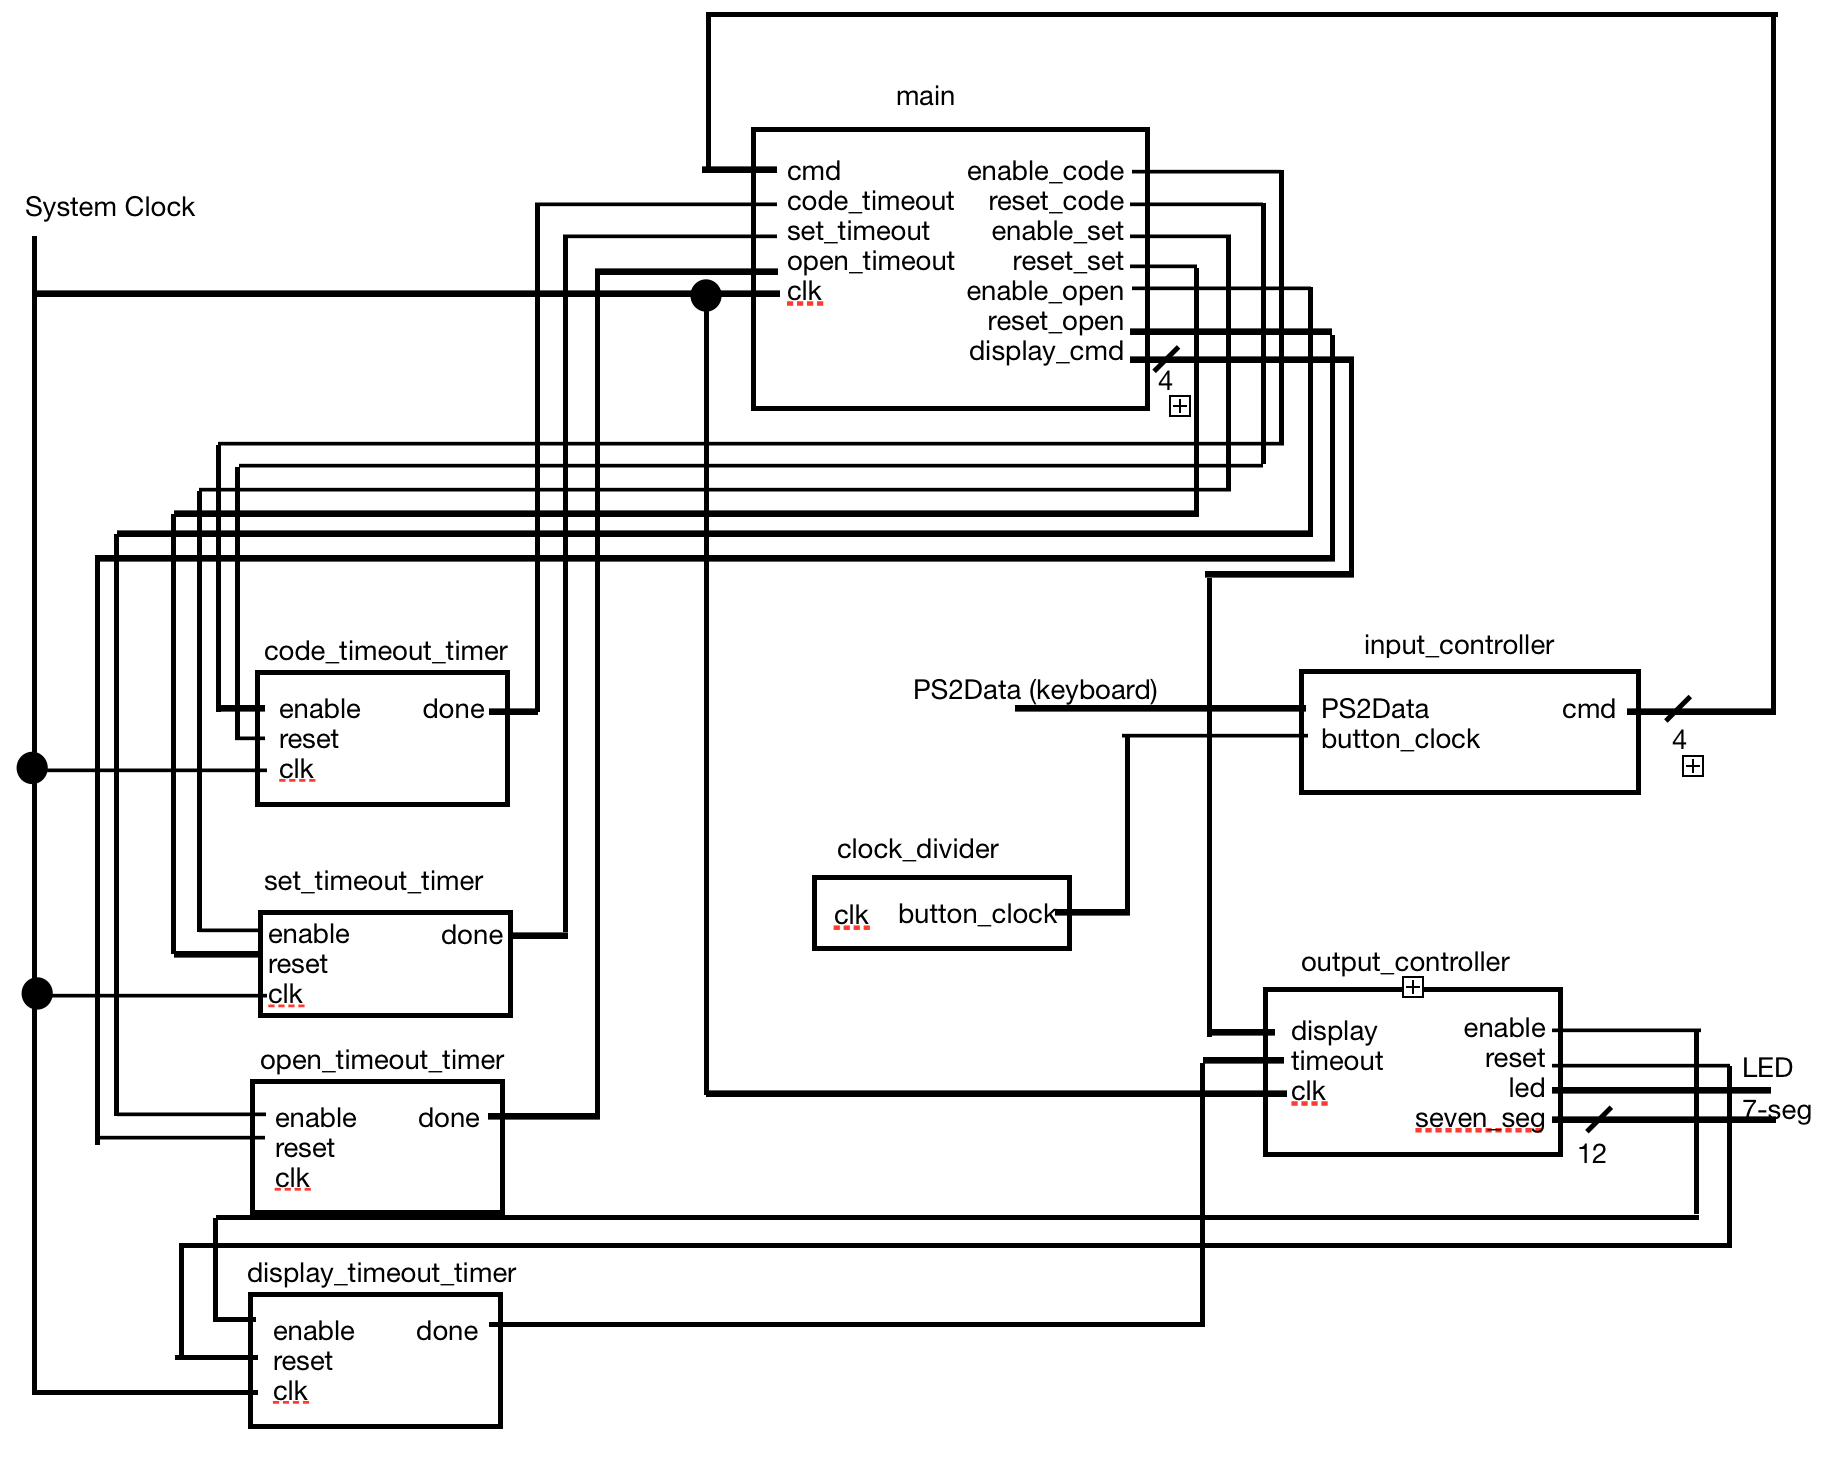 main
cmd
code_timeout
set_timeout
open_timeout
clk
enable_code
reset_code
enable_set
reset_set
enable_open
reset_open
display_cmd
4
System Clock
code_timeout_timer
enable
reset
clk
done
set_timeout_timer
enable
reset
clk
done
open_timeout_timer
enable
reset
clk
done
display_timeout_timer
enable
reset
clk
done
PS2Data (keyboard)
input_controller
PS2Data
button_clock
cmd
4
clock_divider
clk
button_clock
output_controller
display
timeout
clk
enable
reset
led
seven_seg
12
LED
7-seg